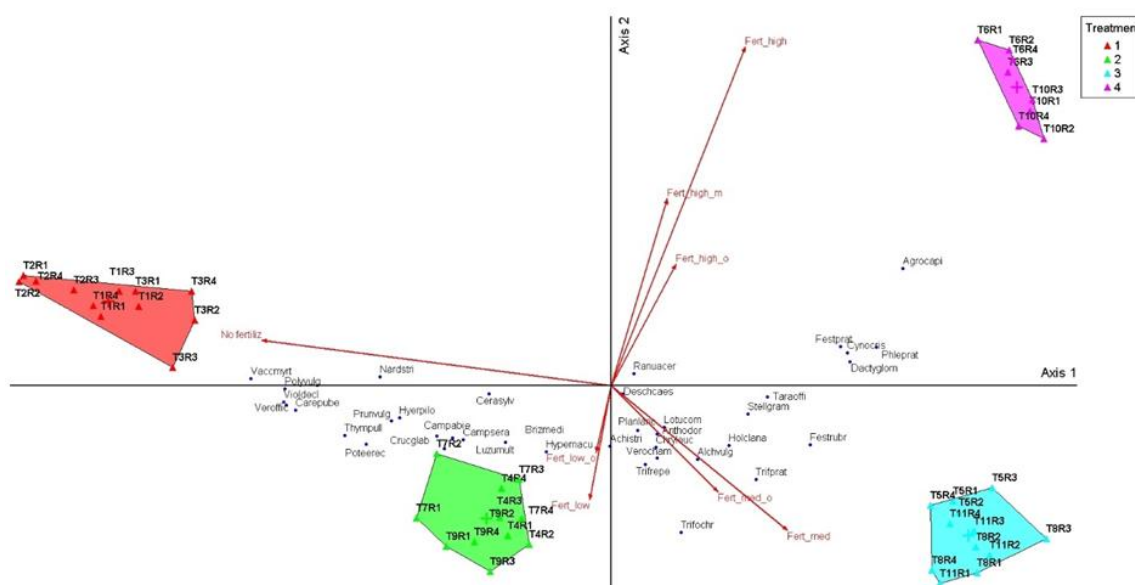 Axis 2
Fert_high
T6R1
T6R2
T6R4
T6R3
T10R3
T10R1
T10R4
T10R2
Treatment
1
2
3
4
Fert_high_m
Fert_high_o
Agrocapi
T2R1
T2R4
T2R3
T1R3
T3R1
T3R4
T2R2
T1R4
T1R2
T1R1
T3R2
T3R3
No fertiliz
Festprat
Cynocris
Phleprat
Dactyglom
Axis 1
Vaccmyrt
Nardstri
Ranuacer
Polyvulg
Violdecl
Veroffic
Carepube
Cerasylv
Deschcaes
Taraoffi
Stellgram
Prunvulg
Hyerpilo
Thympull
Poteerec
Campabie
Cruciglab
Campsera
Luzumult
Brizmedi
Hypemacu
Planlanc
Lotucorn
Anthodor
Achistri
Verocham
Alchvulg
Holclana
Festrubr
Trifrepe
Trifprat
T7R2
Fert_low_o
Fert_low
T7R3
T4R4
T7R1
T4R3
T9R2
T7R4
T9R1
T9R4
T4R1
T4R2
T9R3
Fert_med_o
Trifochr
Fert_med
T5R4
T5R1
T5R3
T5R2
T11R4
T11R3
T8R3
T8R2
T11R2
T8R4
T8R1
T11R1